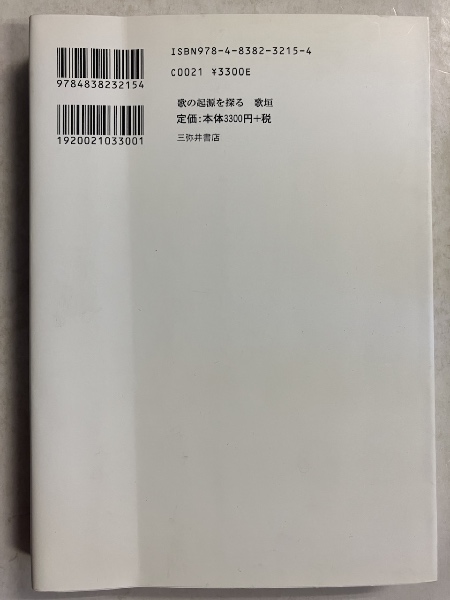 ISBN978-4-8382-3215-4
C0021 ¥3300E
9784838232154
1920021033001
歌の起源を探る 歌垣
定価:本体3300円+税
三弥井書店